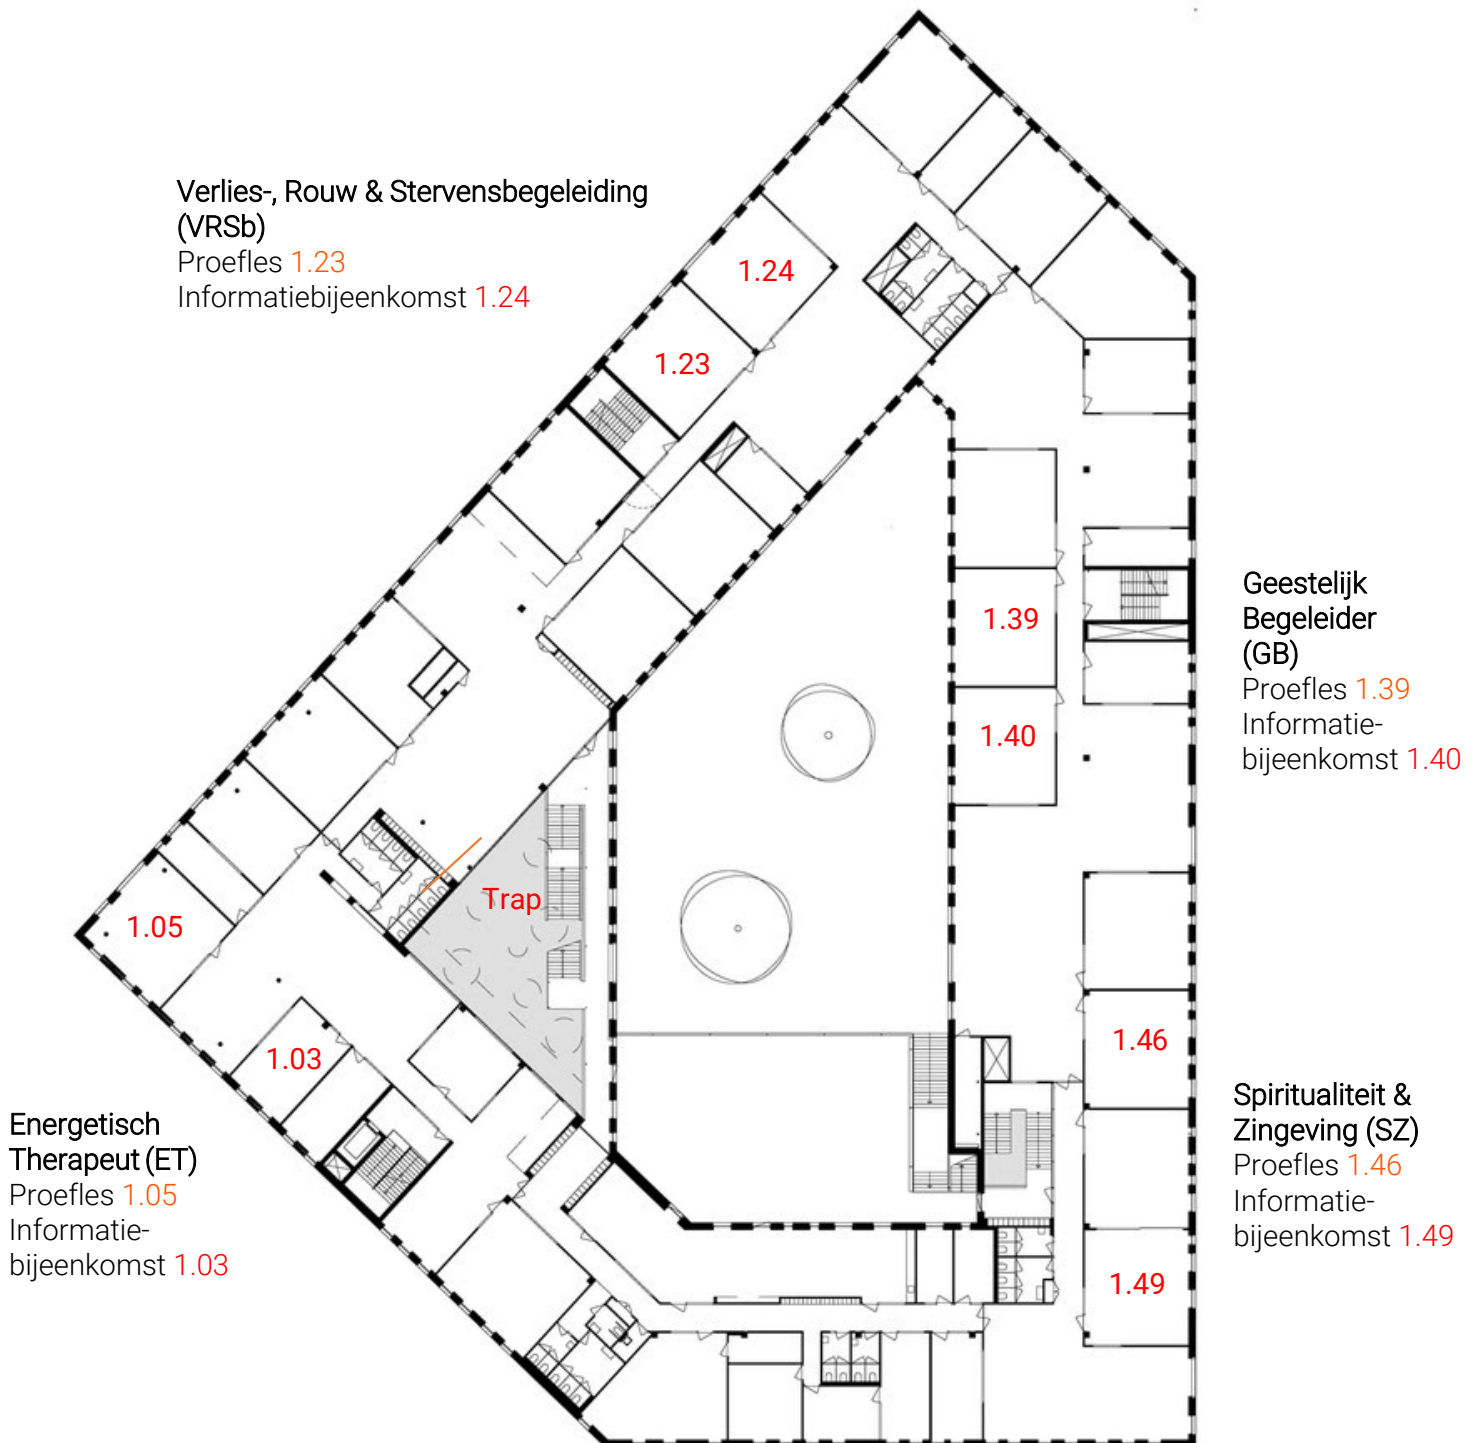 Verlies-, Rouw & Stervensbegeleiding
(VRSb)
Proefles 1.23
Informatiebijeenkomst 1.24
1.24
1.23
1.39
1.40
Geestelijk
Begeleider
(GB)
Proefles 1.39
Informatie-
bijeenkomst 1.40
Trap
1.05
1.03
1.46
1.49
Energetisch
Therapeut (ET)
Proefles 1.05
Informatie-
bijeenkomst 1.03
Spiritualiteit &
Zingeving (SZ)
Proefles 1.46
Informatie-
bijeenkomst 1.49